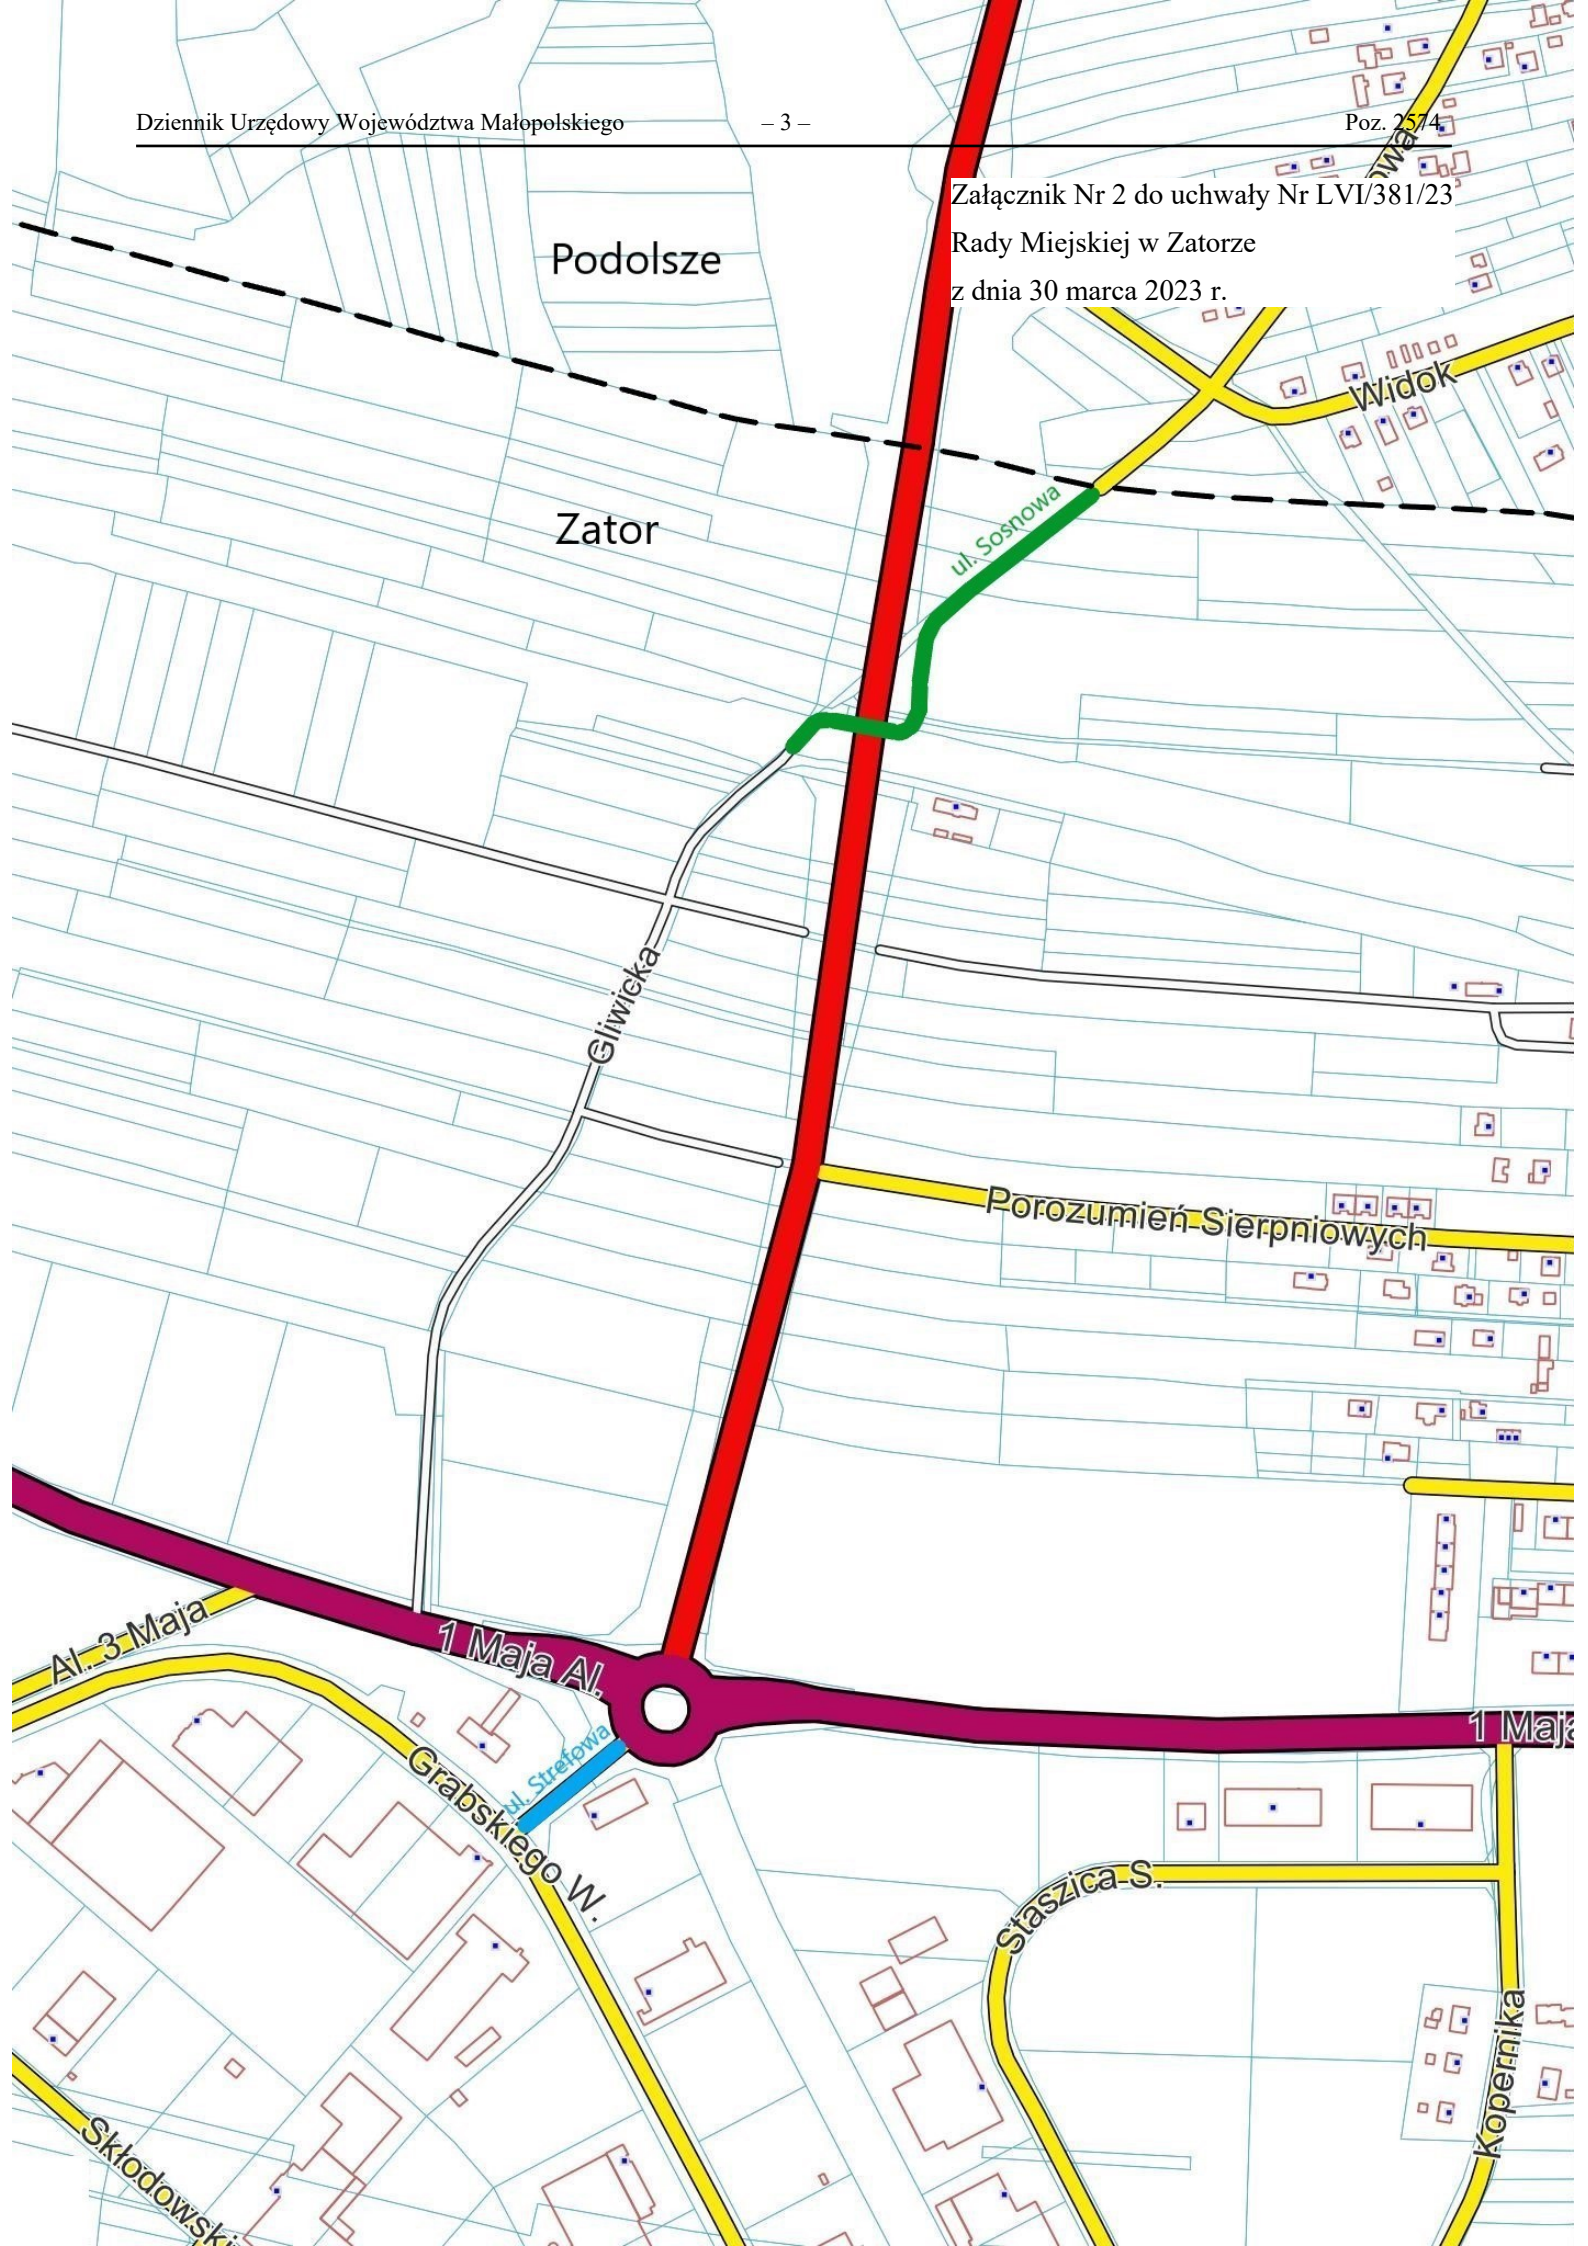 Dziennik Urzędowy Województwa Małopolskiego – 3 – Poz. 2574
owa
Załącznik Nr 2 do uchwały Nr LVI/381/23
Rady Miejskiej w Zatorze
z dnia 30 marca 2023 r.
Podolsze
Widok
Zator
ul. Sosnowa
Gliwicka
Porozumień Sierpniowych
Al. 3 Maja
1 Maja Al.
1 Maja
ul. Strefowa
Grabskiego W.
Staszica S.
Kopernika
Skłodowski